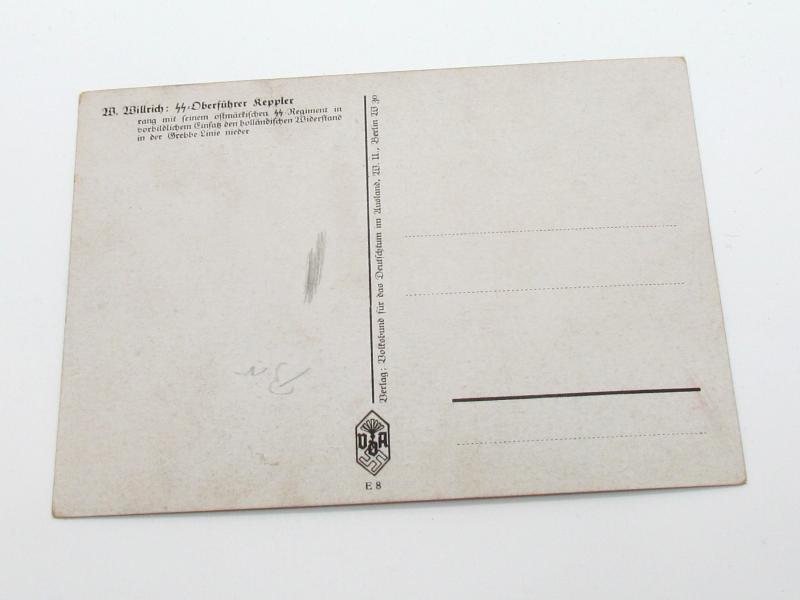 W. Willrich: SS-Oberführer Keppler
rang mit seinem ostmärkischen SS-Regiment in
vorbildlichem Einsatz den holländischen Widerstand
in der Grebbe-Linie nieder
Verlag: Volksbund für das Deutschtum im Ausland, W. U., Berlin W 30
VDA
E 8